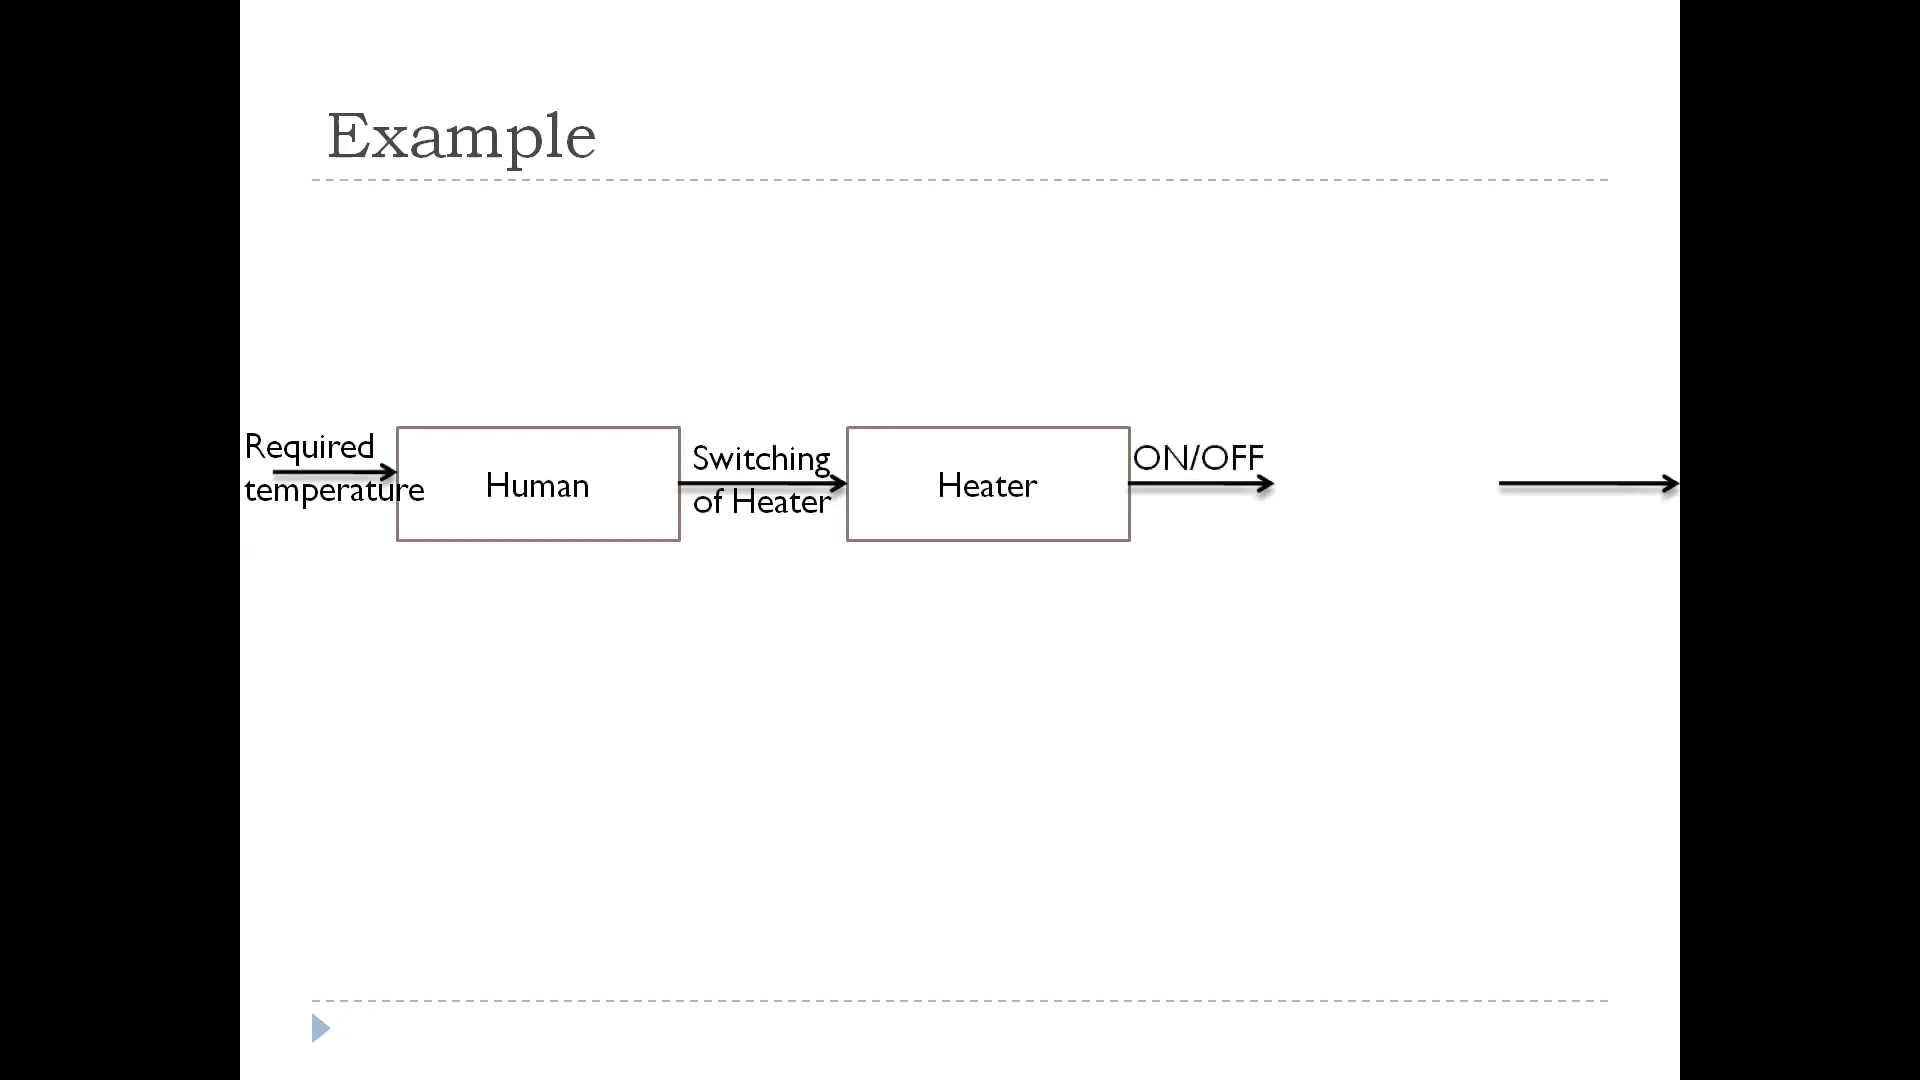 Example
Required
temperature
Human
Switching
of Heater
Heater
ON/OFF